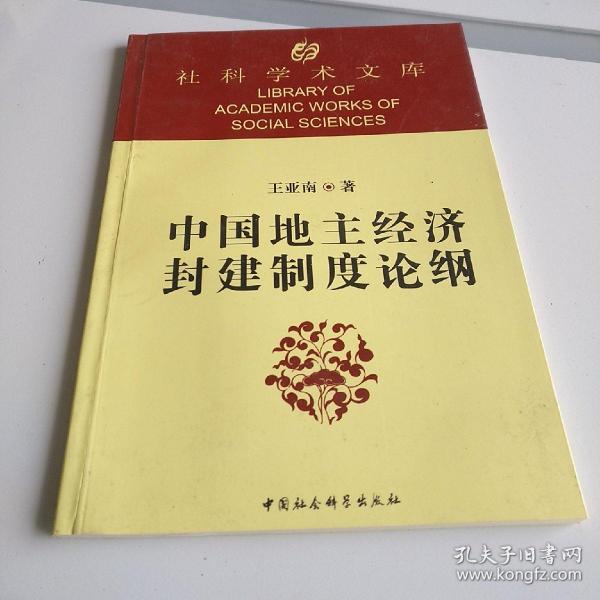 社科学术文库
LIBRARY OF
ACADEMIC WORKS OF
SOCIAL SCIENCES
王亚南 著
中国地主经济
封建制度论纲
中国社会科学出版社
孔夫子旧书网
www.kongfz.com